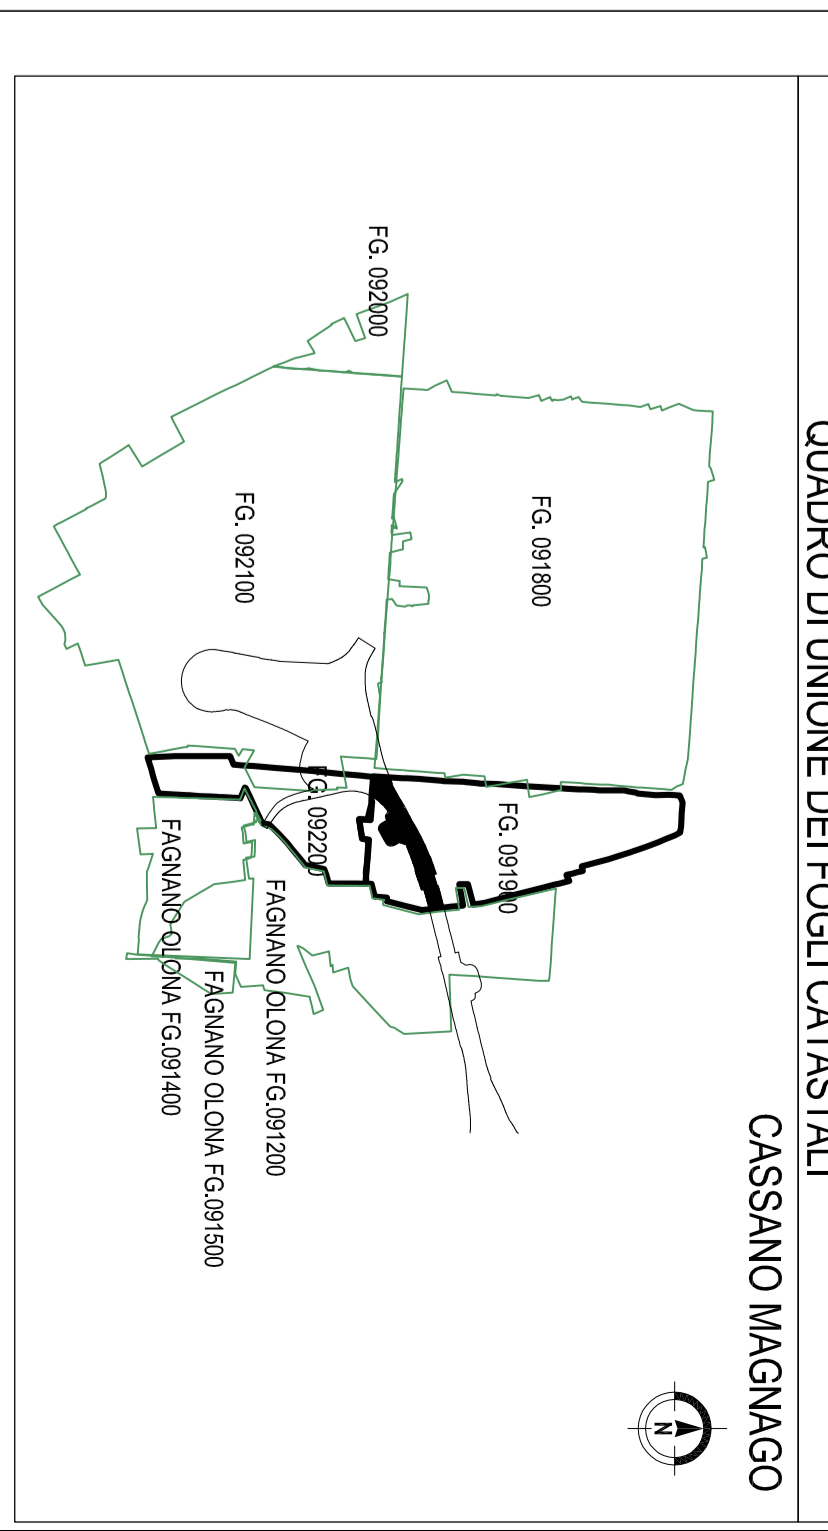 QUADRO DI UNIONE DEI FOGLI CATASTALI
CASSANO MAGNAGO
FG. 092000
FG. 091800
FG. 092100
FG. 091900
FG. 092200
FAGNANO OLONA FG.091200
FAGNANO OLONA FG.091500
FAGNANO OLONA FG.091400
N